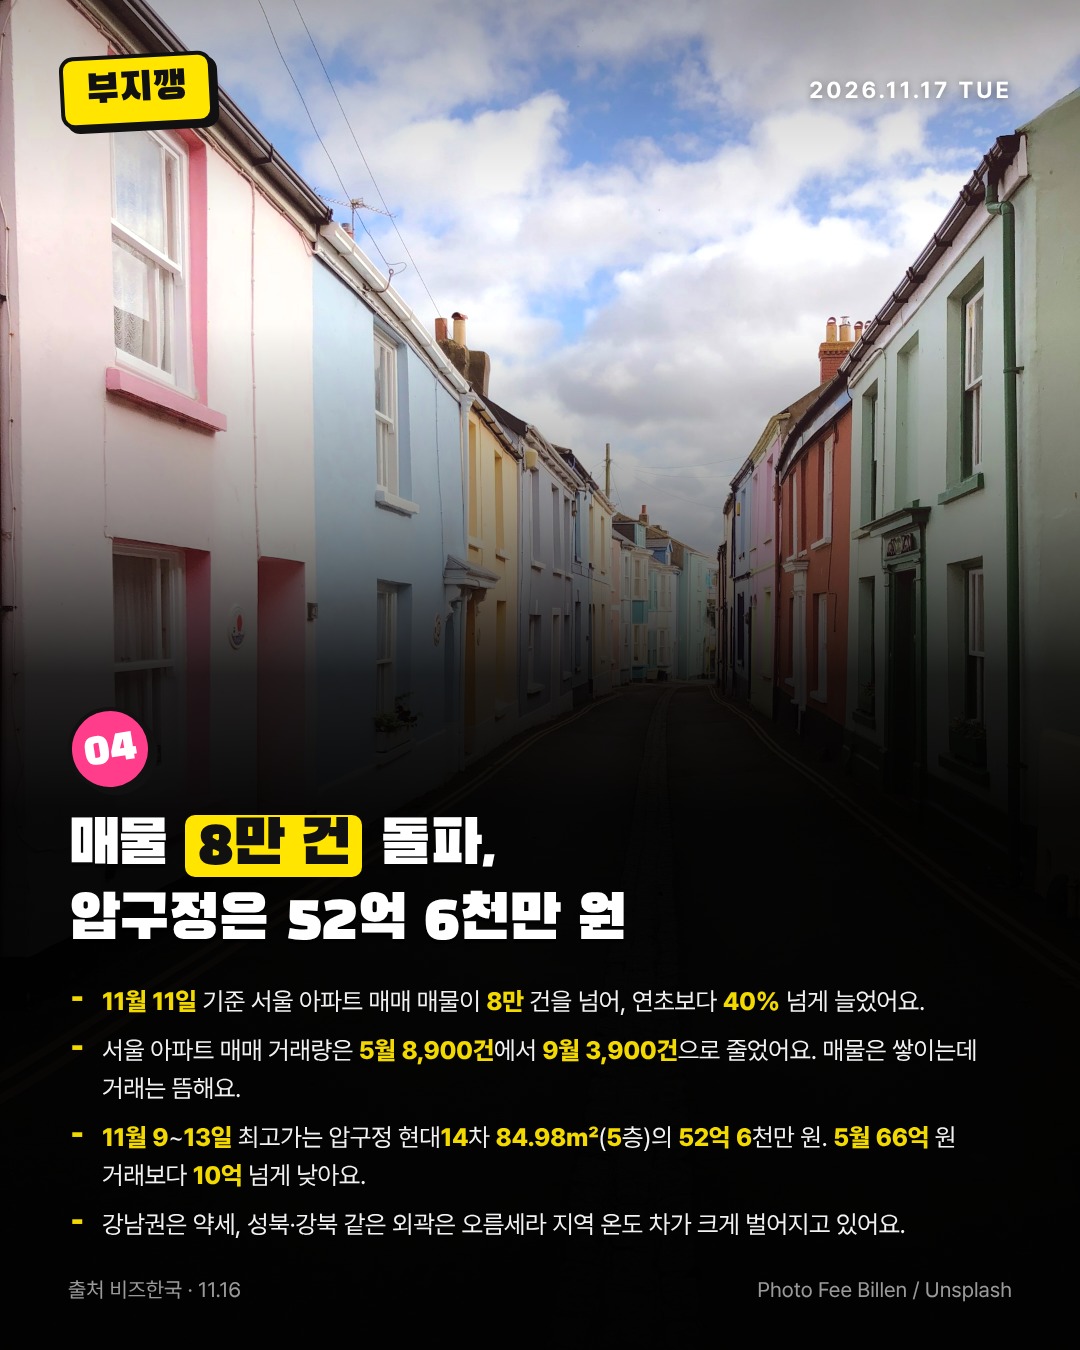 부지깽
2026.11.17 TUE
04
매물 8만 건 돌파,
압구정은 52억 6천만 원
- 11월 11일 기준 서울 아파트 매매 매물이 8만 건을 넘어, 연초보다 40% 넘게 늘었어요.
- 서울 아파트 매매 거래량은 5월 8,900건에서 9월 3,900건으로 줄었어요. 매물은 쌓이는데
거래는 뜸해요.
- 11월 9~13일 최고가는 압구정 현대14차 84.98m²(5층)의 52억 6천만 원. 5월 66억 원
거래보다 10억 넘게 낮아요.
- 강남권은 약세, 성북·강북 같은 외곽은 오름세라 지역 온도 차가 크게 벌어지고 있어요.
출처 비즈한국 · 11.16
Photo Fee Billen / Unsplash